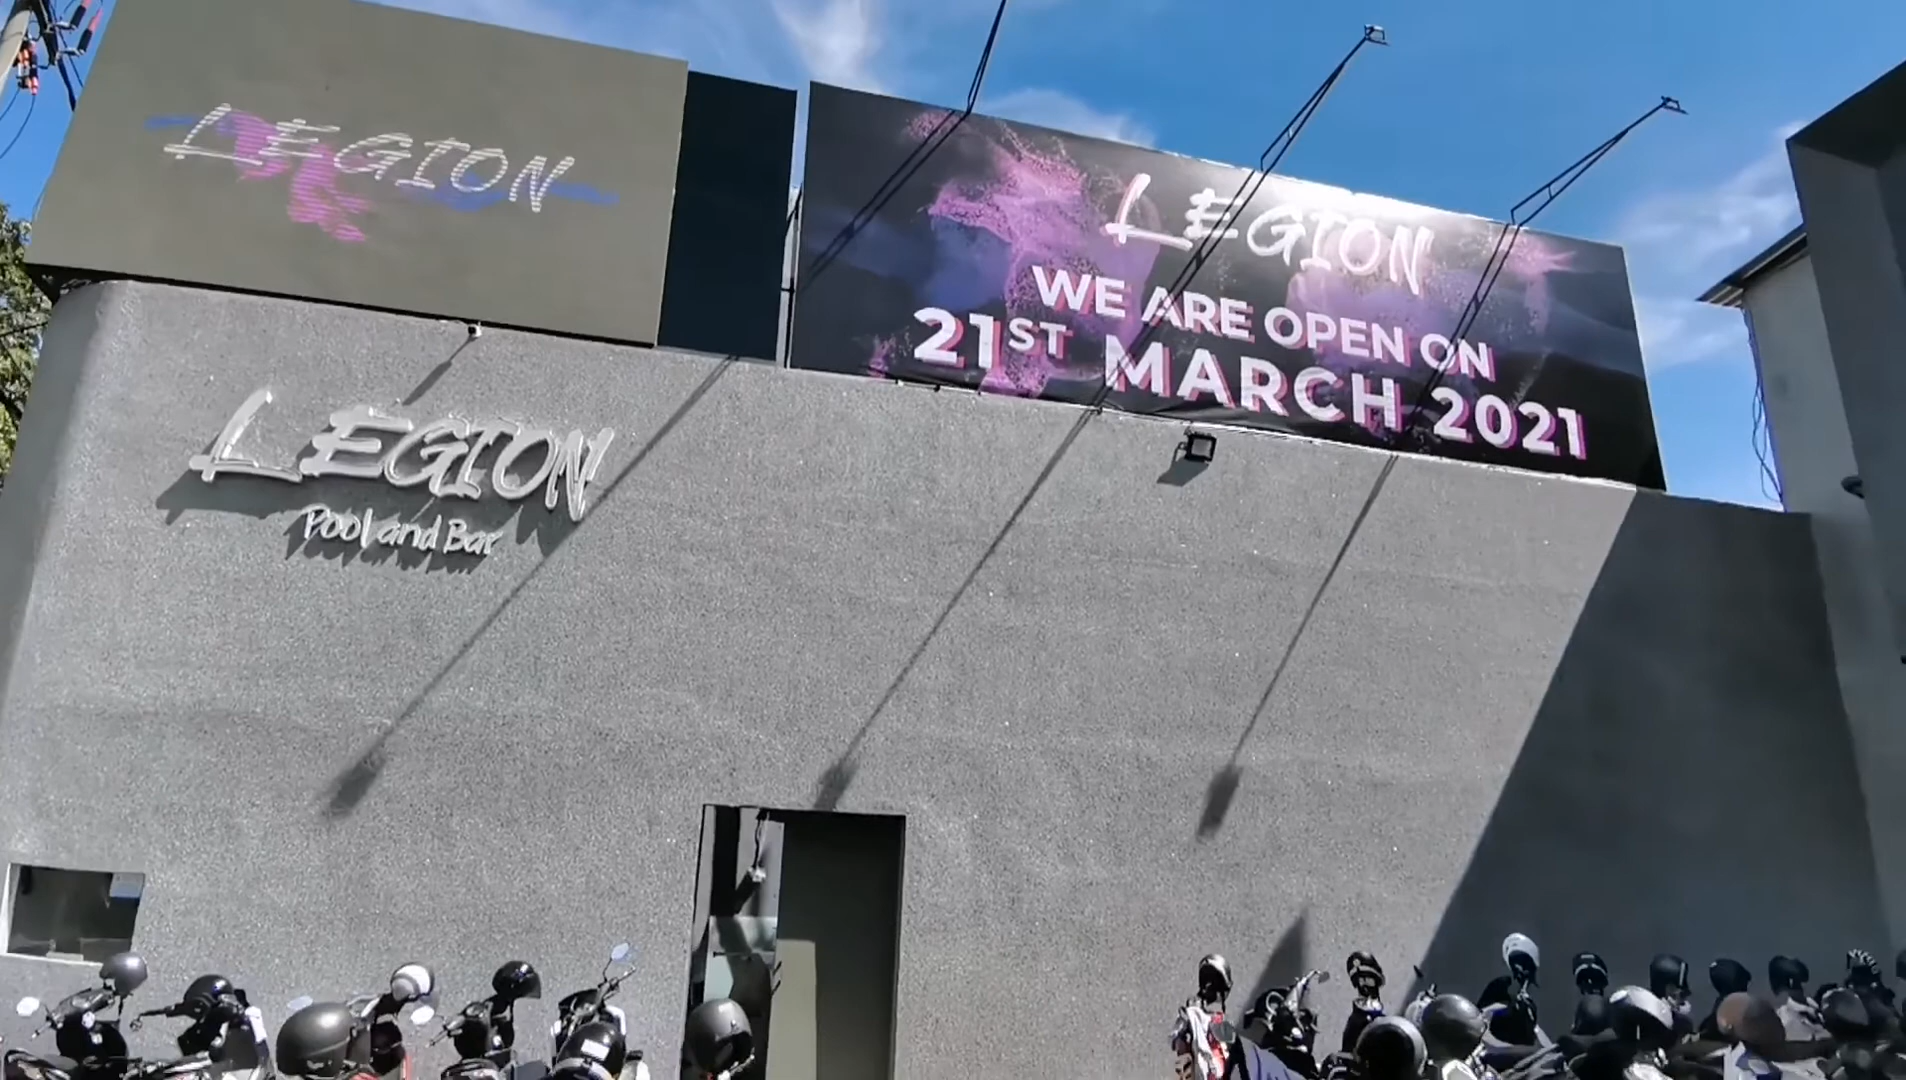 LEGION
LEGION
WE ARE OPEN ON
21ST MARCH 2021
LEGION
Pool and Bar